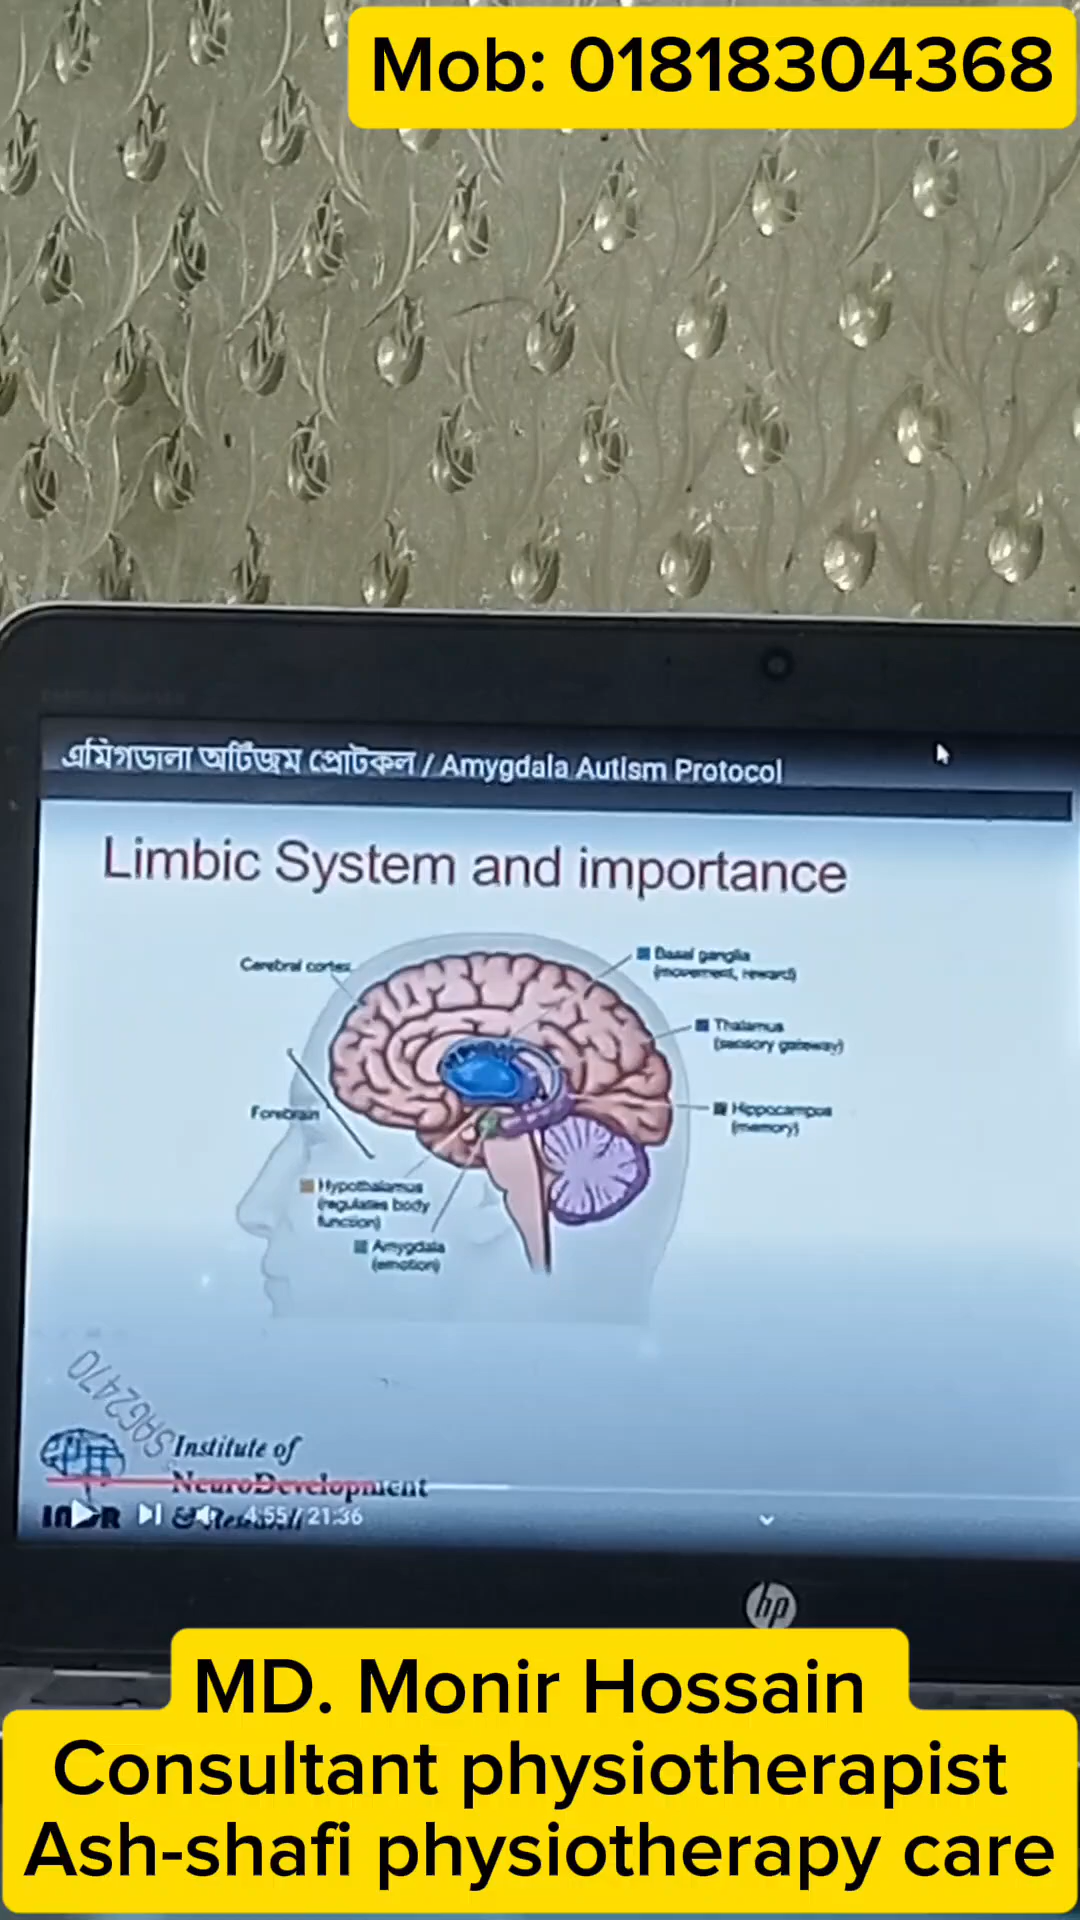 Mob: 01818304368
এমিগডালা অটিজম প্রোটকল / Amygdala Autism Protocol
Limbic System and importance
Cerebral cortex
Basal ganglia
(movement, reward)
Thalamus
(sensory gateway)
Forebrain
Hippocampus
(memory)
Hypothalamus
(regulates body
function)
Amygdala
(emotion)
SAG2470
Institute of
NeuroDevelopment
& Research
4:55 / 21:36
hp
MD. Monir Hossain
Consultant physiotherapist
Ash-shafi physiotherapy care